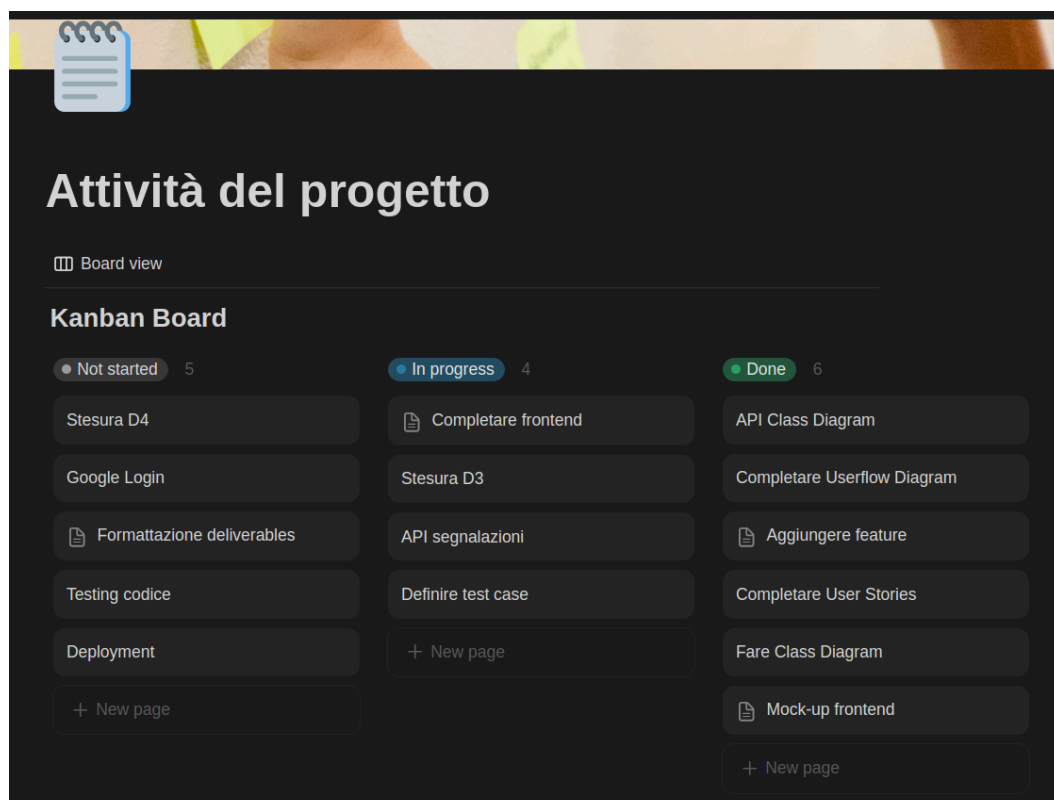 Attività del progetto
Board view
Kanban Board
Not started 5
Stesura D4
Google Login
Formattazione deliverables
Testing codice
Deployment
+ New page
In progress 4
Completare frontend
Stesura D3
API segnalazioni
Definire test case
+ New page
Done 6
API Class Diagram
Completare Userflow Diagram
Aggiungere feature
Completare User Stories
Fare Class Diagram
Mock-up frontend
+ New page